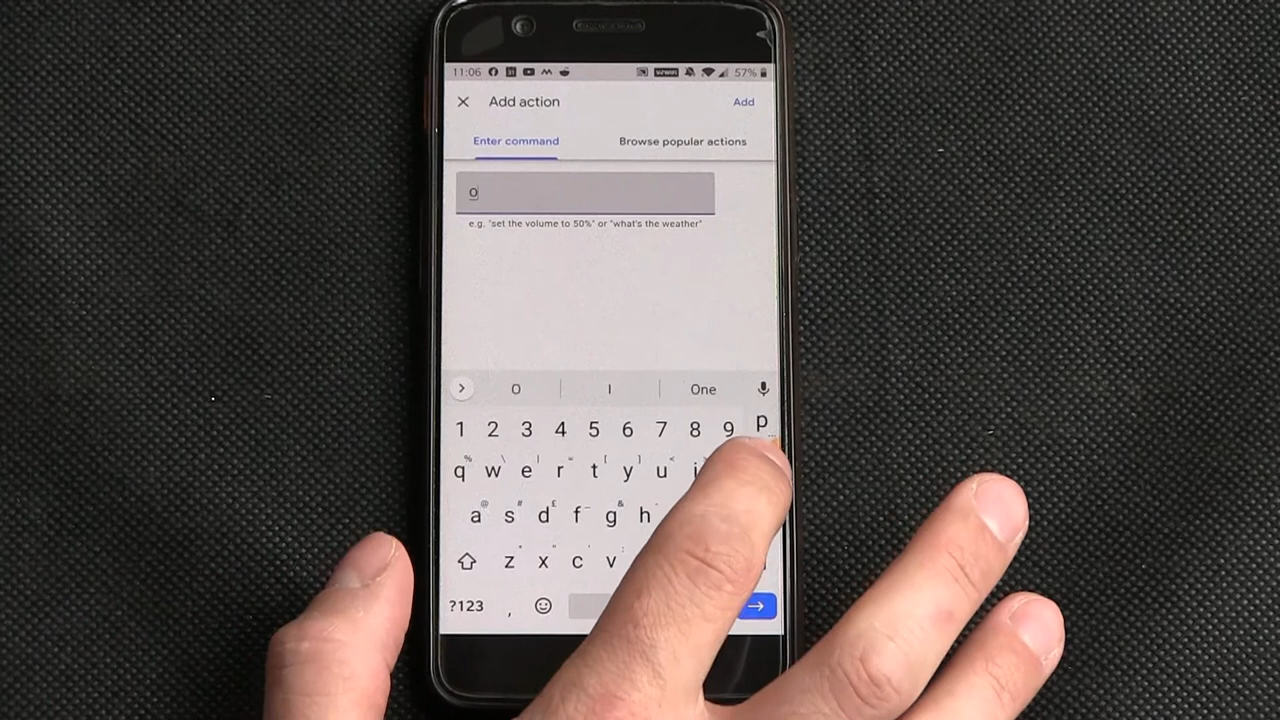 11:06 57%
Add action Add
Enter command Browse popular actions
o
e.g. "set the volume to 50%" or "what's the weather"
O I One
1 2 3 4 5 6 7 8 9 p
q w e r t y u i
a s d f g h
z x c v
?123 ,